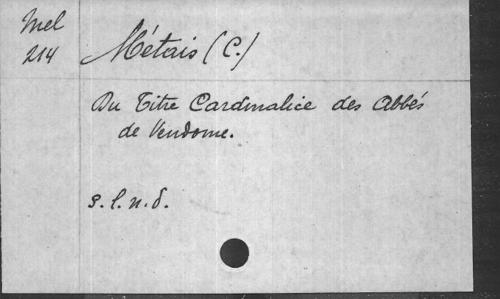 Mel
214
Métais (C.)
Du Titre Cardinalice des Abbés
de Vendome.
s.l.n.d.